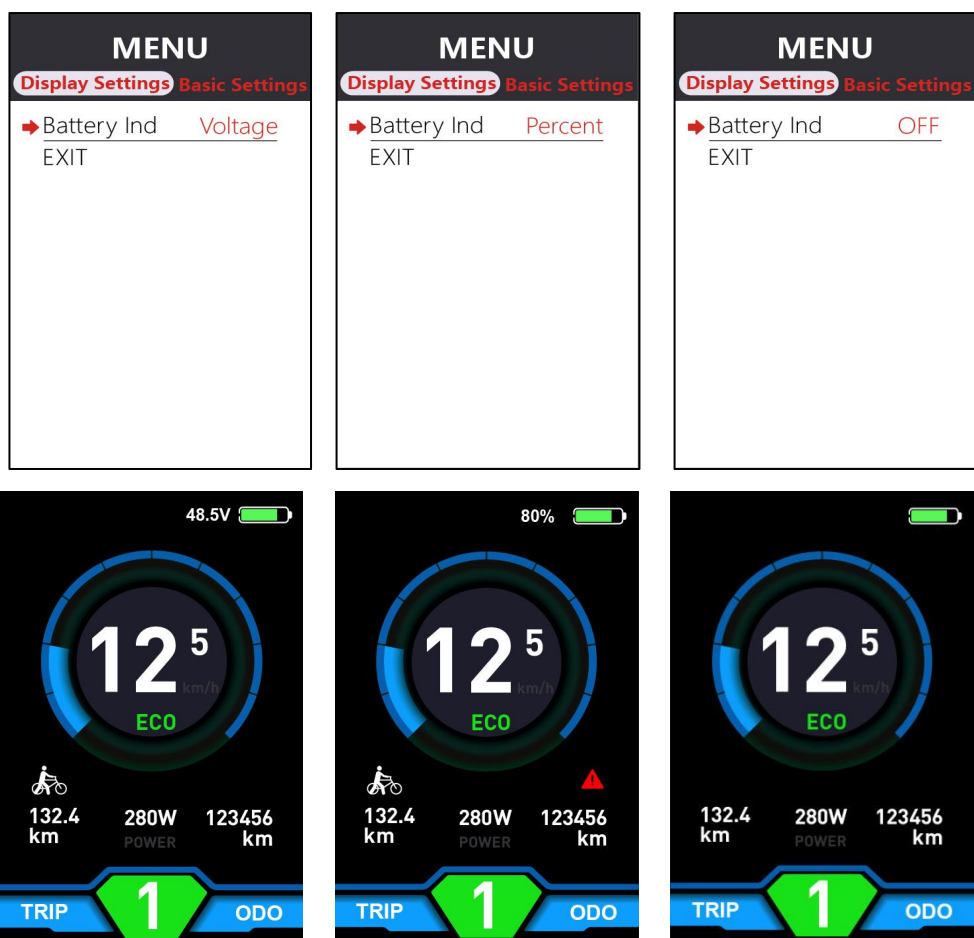 MENU
Display Settings Basic Settings
Battery Ind Voltage
EXIT
MENU
Display Settings Basic Settings
Battery Ind Percent
EXIT
MENU
Display Settings Basic Settings
Battery Ind OFF
EXIT
48.5V
12 5
km/h
ECO
132.4 280W 123456
km POWER km
TRIP 1 ODO
80%
12 5
km/h
ECO
132.4 280W 123456
km POWER km
TRIP 1 ODO
12 5
km/h
ECO
132.4 280W 123456
km POWER km
TRIP 1 ODO